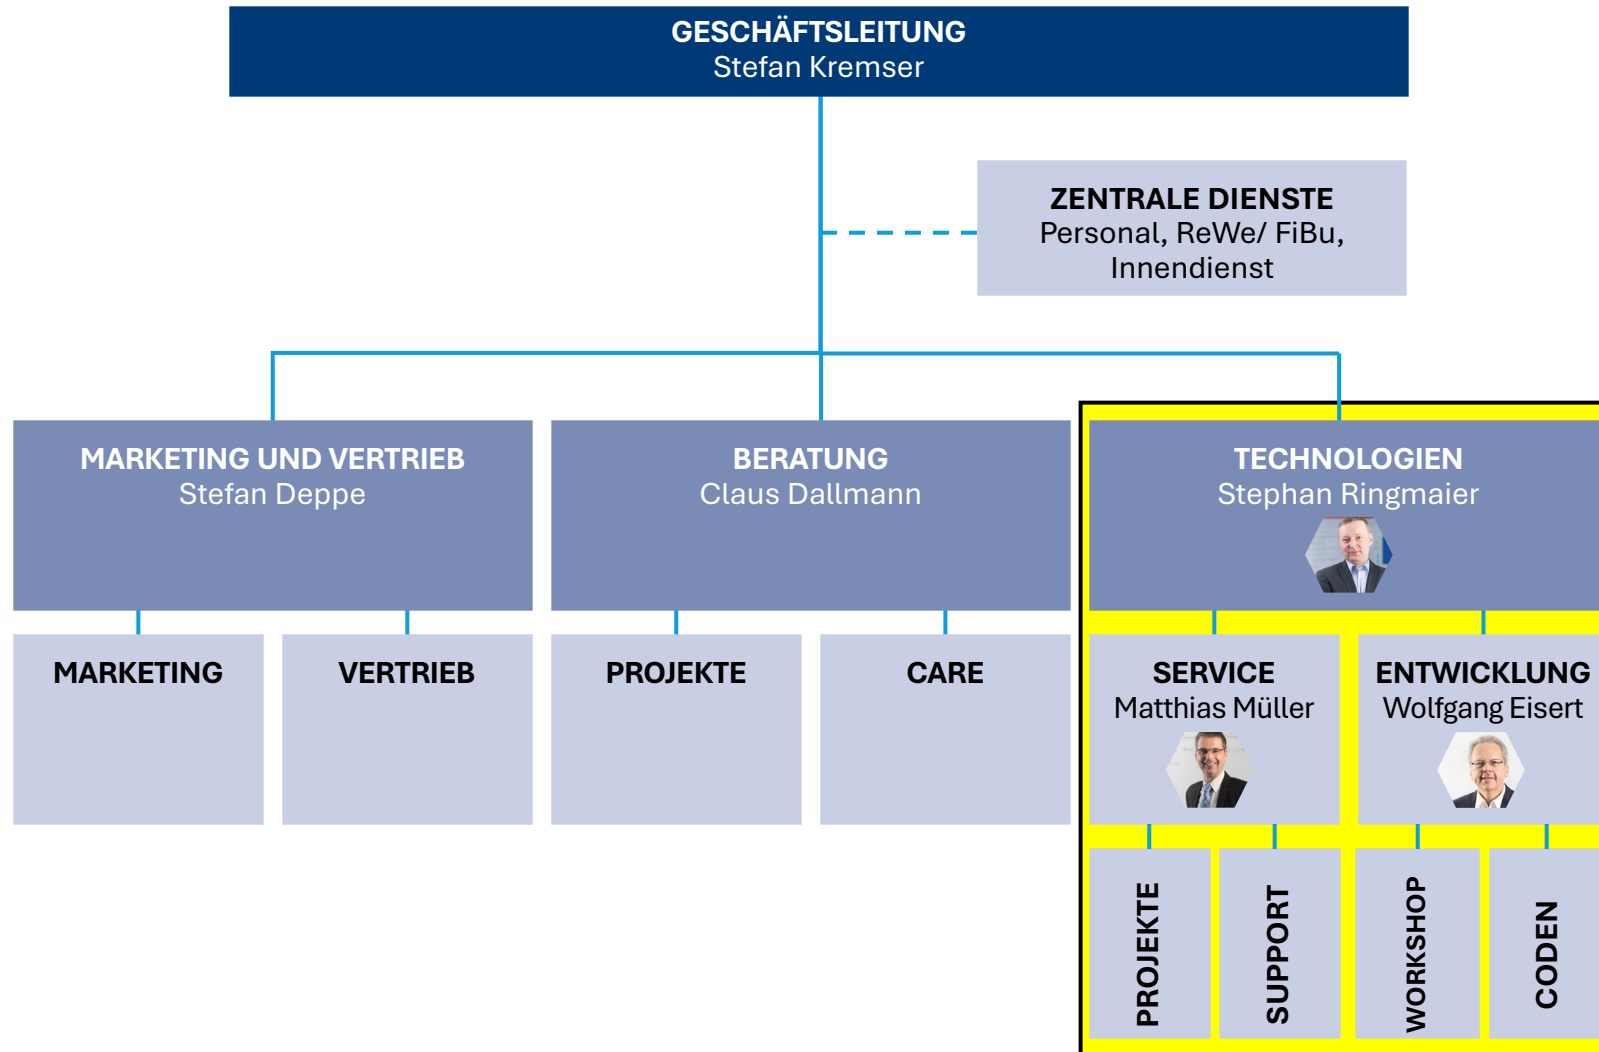 GESCHÄFTSLEITUNG
Stefan Kremser
ZENTRALE DIENSTE
Personal, ReWe/ FiBu,
Innendienst
MARKETING UND VERTRIEB
Stefan Deppe
BERATUNG
Claus Dallmann
TECHNOLOGIEN
Stephan Ringmaier
MARKETING
VERTRIEB
PROJEKTE
CARE
SERVICE
Matthias Müller
ENTWICKLUNG
Wolfgang Eisert
PROJEKTE
SUPPORT
WORKSHOP
CODEN